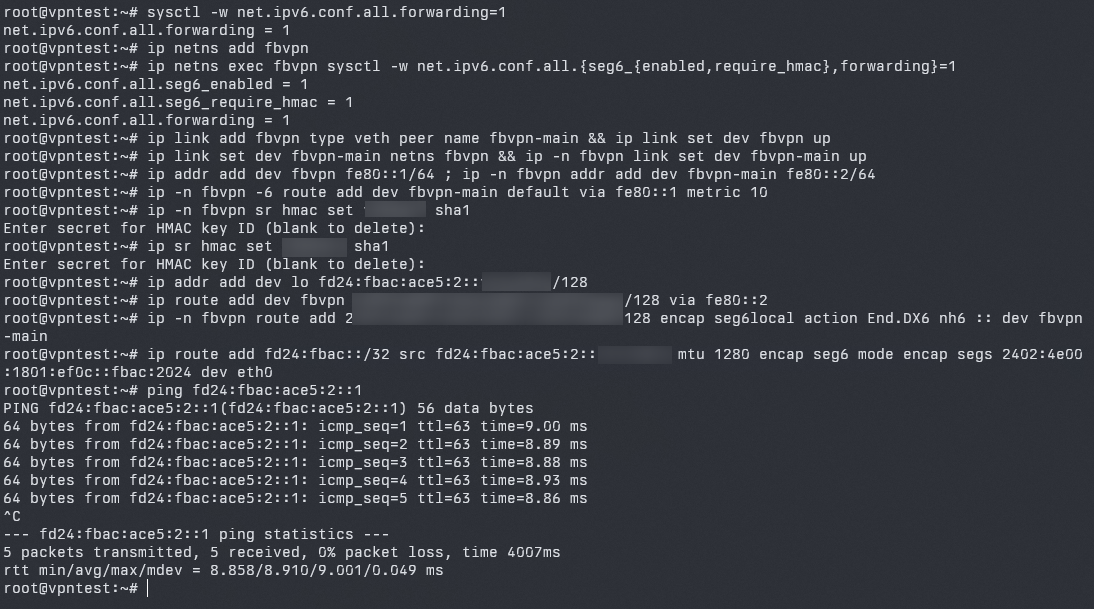 root@vpntest:~# sysctl -w net.ipv6.conf.all.forwarding=1
net.ipv6.conf.all.forwarding = 1
root@vpntest:~# ip netns add fbvpn
root@vpntest:~# ip netns exec fbvpn sysctl -w net.ipv6.conf.all.{seg6_{enabled,require_hmac},forwarding}=1
net.ipv6.conf.all.seg6_enabled = 1
net.ipv6.conf.all.seg6_require_hmac = 1
net.ipv6.conf.all.forwarding = 1
root@vpntest:~# ip link add fbvpn type veth peer name fbvpn-main && ip link set dev fbvpn up
root@vpntest:~# ip link set dev fbvpn-main netns fbvpn && ip -n fbvpn link set dev fbvpn-main up
root@vpntest:~# ip addr add dev fbvpn fe80::1/64 ; ip -n fbvpn addr add dev fbvpn-main fe80::2/64
root@vpntest:~# ip -n fbvpn -6 route add dev fbvpn-main default via fe80::1 metric 10
root@vpntest:~# ip -n fbvpn sr hmac set sha1
Enter secret for HMAC key ID (blank to delete):
root@vpntest:~# ip sr hmac set sha1
Enter secret for HMAC key ID (blank to delete):
root@vpntest:~# ip addr add dev lo fd24:fbac:ace5:2:: /128
root@vpntest:~# ip route add dev fbvpn /128 via fe80::2
root@vpntest:~# ip -n fbvpn route add 2 128 encap seg6local action End.DX6 nh6 :: dev fbvpn
-main
root@vpntest:~# ip route add fd24:fbac::/32 src fd24:fbac:ace5:2:: mtu 1280 encap seg6 mode encap segs 2402:4e00
:1801:ef0c::fbac:2024 dev eth0
root@vpntest:~# ping fd24:fbac:ace5:2::1
PING fd24:fbac:ace5:2::1(fd24:fbac:ace5:2::1) 56 data bytes
64 bytes from fd24:fbac:ace5:2::1: icmp_seq=1 ttl=63 time=9.00 ms
64 bytes from fd24:fbac:ace5:2::1: icmp_seq=2 ttl=63 time=8.89 ms
64 bytes from fd24:fbac:ace5:2::1: icmp_seq=3 ttl=63 time=8.88 ms
64 bytes from fd24:fbac:ace5:2::1: icmp_seq=4 ttl=63 time=8.93 ms
64 bytes from fd24:fbac:ace5:2::1: icmp_seq=5 ttl=63 time=8.86 ms
^C
--- fd24:fbac:ace5:2::1 ping statistics ---
5 packets transmitted, 5 received, 0% packet loss, time 4007ms
rtt min/avg/max/mdev = 8.858/8.910/9.001/0.049 ms
root@vpntest:~#